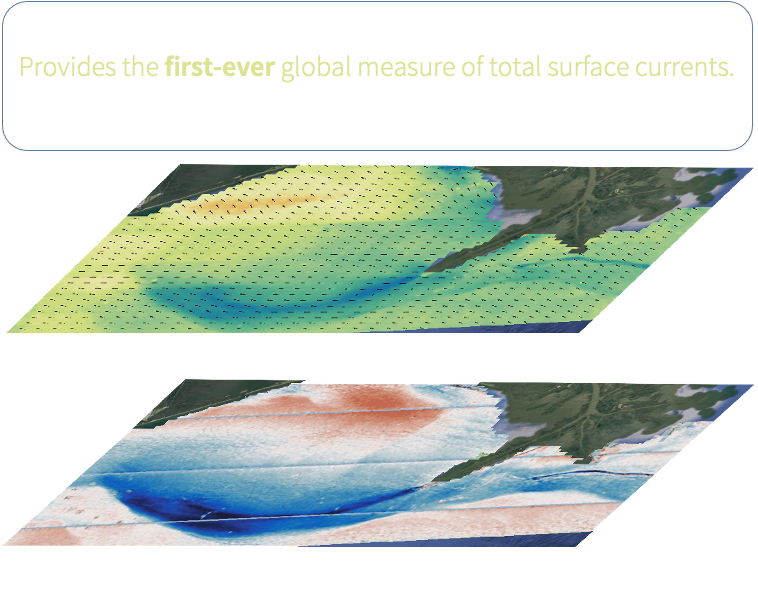 Provides the first-ever global measure of total surface currents.